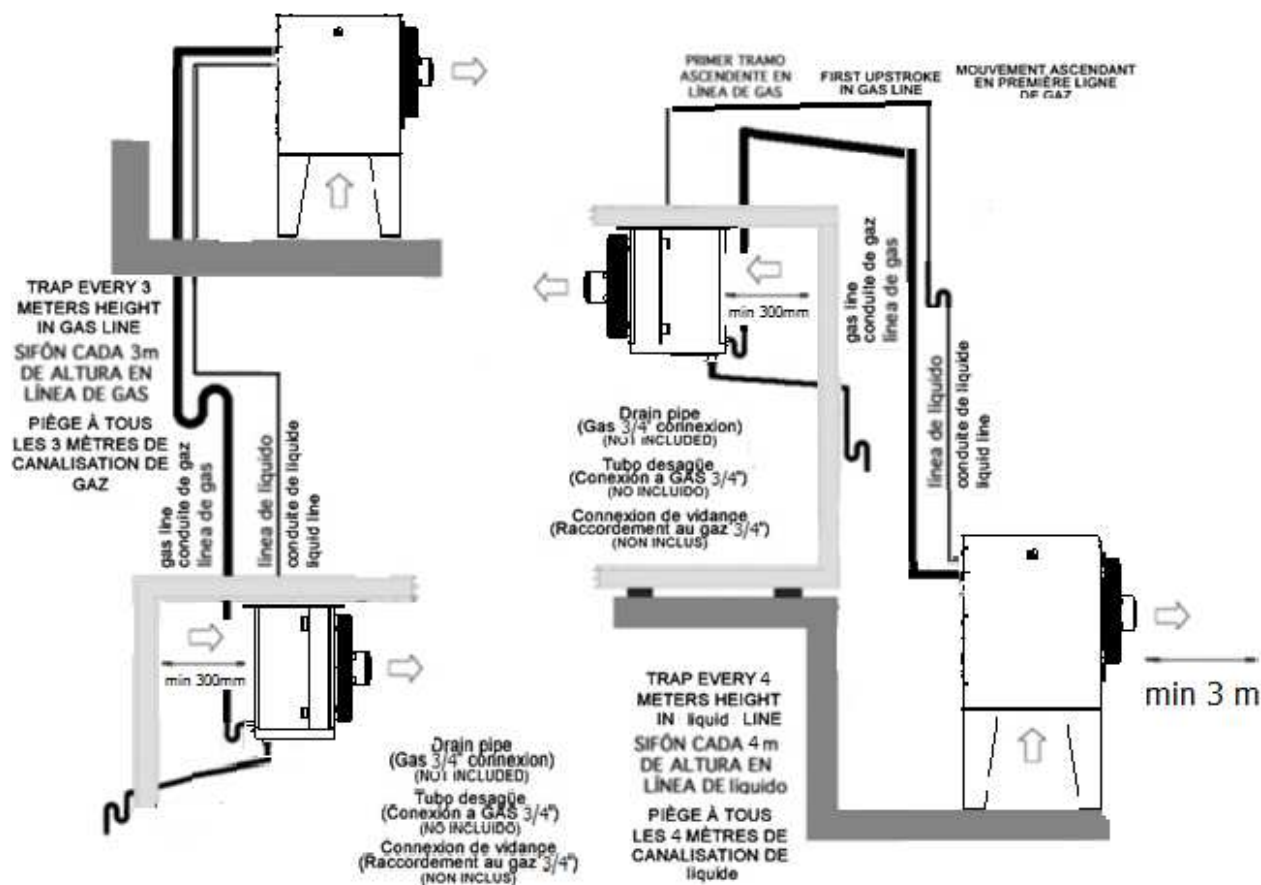 PRIMER TRAMO
ASCENDENTE EN
LÍNEA DE GAS
FIRST UPSTROKE
IN GAS LINE
MOUVEMENT ASCENDANT
EN PREMIÈRE LIGNE
DE GAZ
TRAP EVERY 3
METERS HEIGHT
IN GAS LINE
SIFÓN CADA 3m
DE ALTURA EN
LÍNEA DE GAS
PIÈGE À TOUS
LES 3 MÈTRES DE
CANALISATION DE
GAZ
gas line
conduite de gaz
línea de gas
línea de líquido
conduite de liquide
liquid line
min 300mm
Drain pipe
(Gas 3/4" connexion)
(NOT INCLUDED)
Tubo desagüe
(Conexión a GAS 3/4")
(NO INCLUIDO)
Connexion de vidange
(Raccordement au gaz 3/4")
(NON INCLUS)
min 300mm
gas line
conduite de gaz
línea de gas
Drain pipe
(Gas 3/4" connexion)
(NOT INCLUDED)
Tubo desagüe
(Conexión a GAS 3/4")
(NO INCLUIDO)
Connexion de vidange
(Raccordement au gaz 3/4")
(NON INCLUS)
línea de líquido
conduite de liquide
liquid line
TRAP EVERY 4
METERS HEIGHT
IN liquid LINE
SIFÓN CADA 4 m
DE ALTURA EN
LÍNEA DE líquido
PIÈGE À TOUS
LES 4 MÈTRES DE
CANALISATION DE
liquide
min 3 m